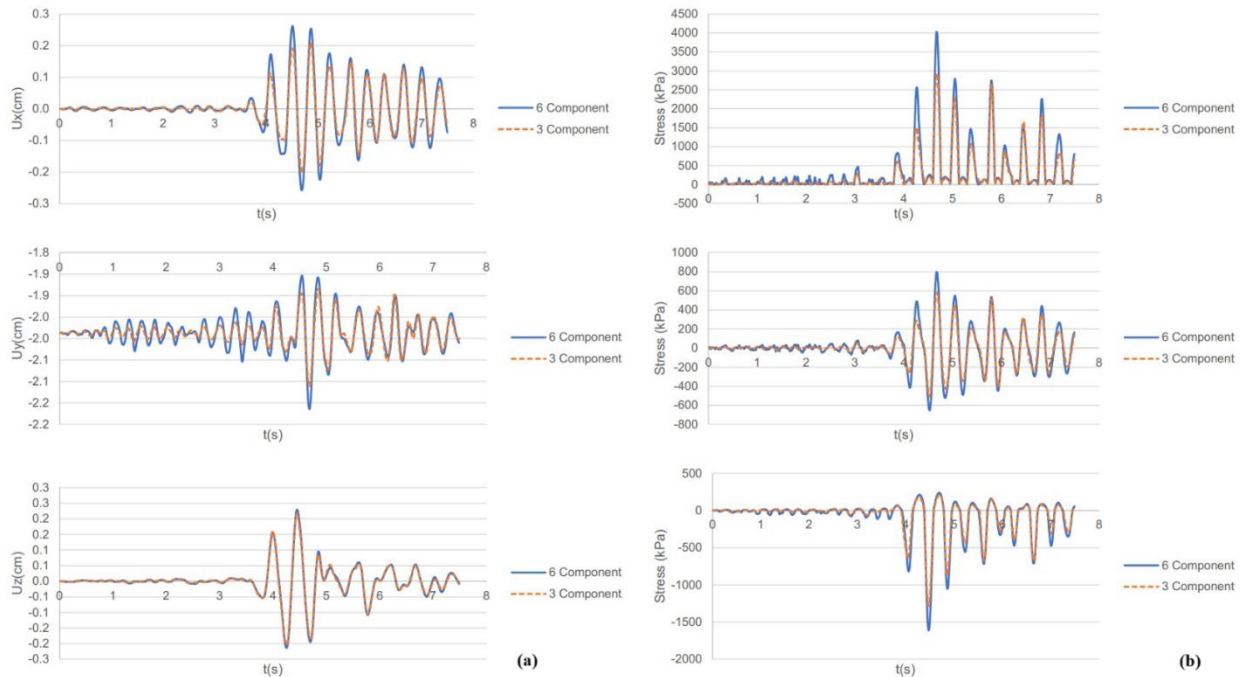 0.3
0.2
0.1
0.0
-0.1
-0.2
-0.3
Ux(cm)
0 1 2 3 4 5 6 7 8
t(s)
6 Component
3 Component
4500
4000
3500
3000
2500
2000
1500
1000
500
0
-500
Stress (kPa)
0 1 2 3 4 5 6 7 8
t(s)
6 Component
3 Component
-1.8
-1.9
-1.9
-2.0
-2.0
-2.1
-2.1
-2.2
-2.2
Uy(cm)
0 1 2 3 4 5 6 7 8
t(s)
6 Component
3 Component
1000
800
600
400
200
0
-200
-400
-600
-800
Stress (kPa)
0 1 2 3 4 5 6 7 8
t(s)
6 Component
3 Component
0.3
0.2
0.2
0.1
0.1
0.0
-0.1
-0.1
-0.2
-0.2
-0.3
Uz(cm)
0 1 2 3 4 5 6 7 8
t(s)
6 Component
3 Component
(a)
500
0
-500
-1000
-1500
-2000
Stress (kPa)
0 1 2 3 4 5 6 7 8
t(s)
6 Component
3 Component
(b)